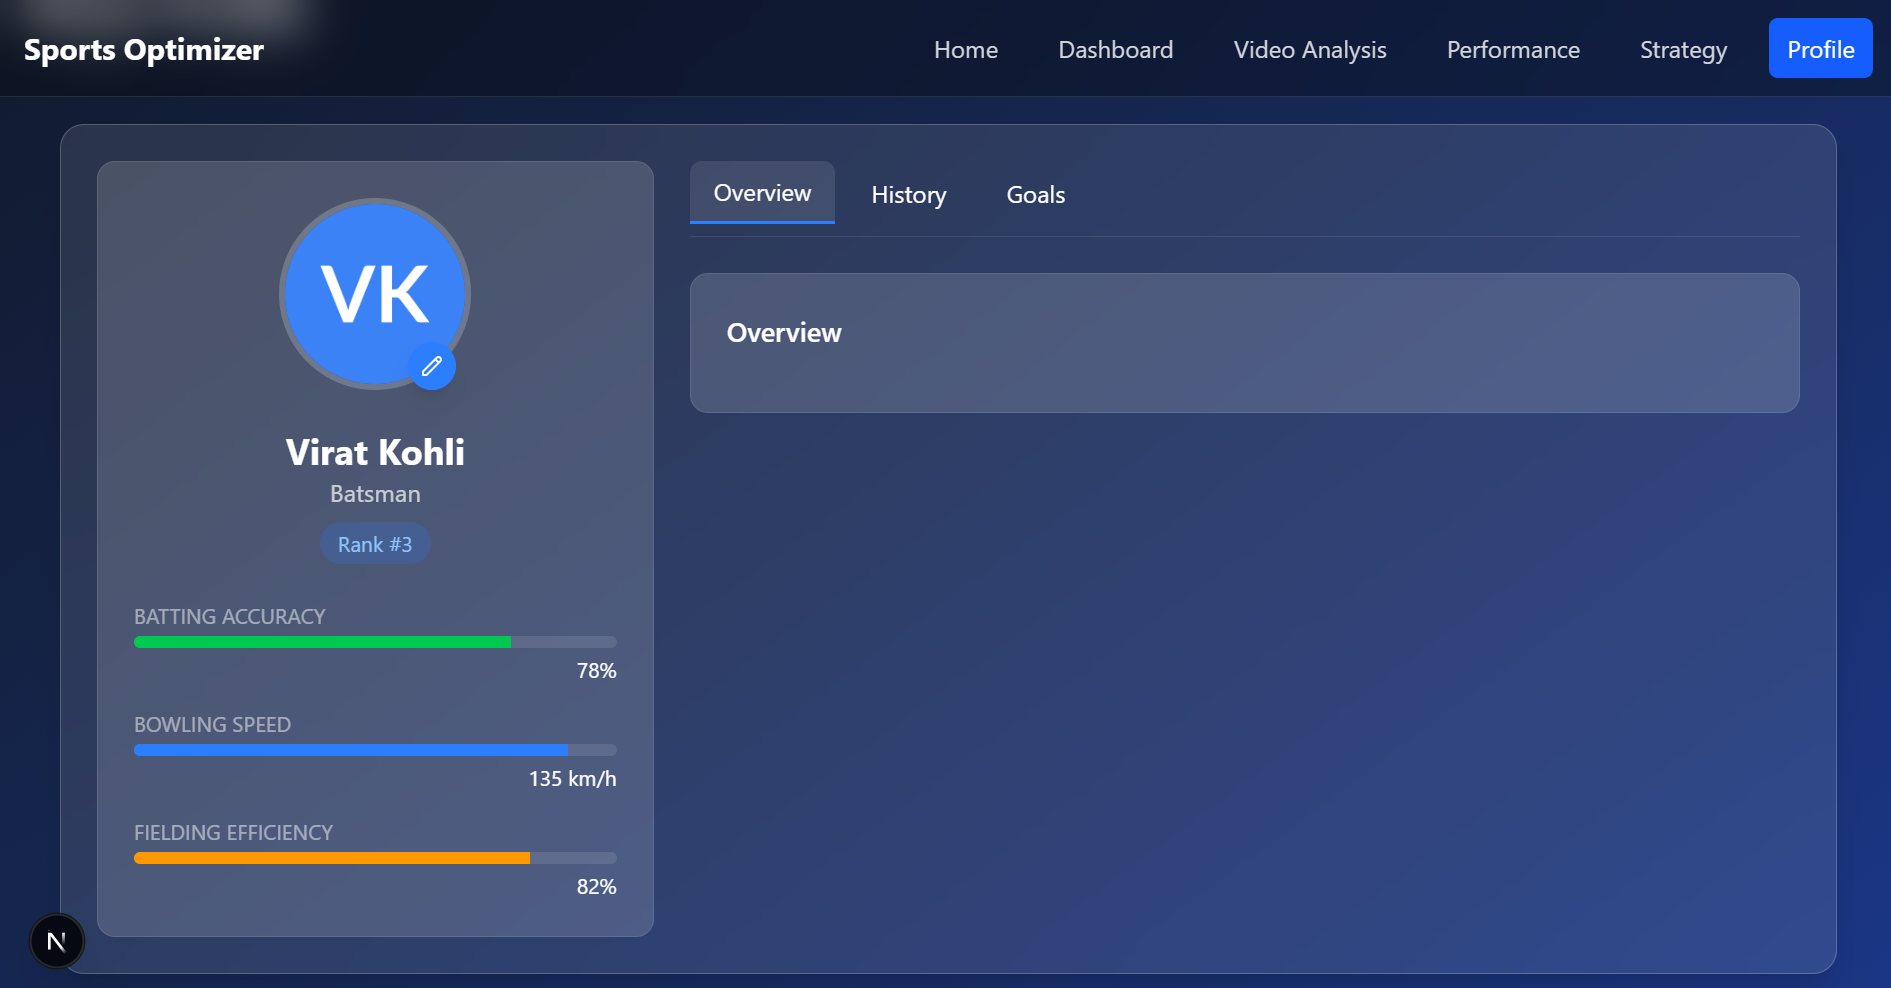 Sports Optimizer
Home
Dashboard
Video Analysis
Performance
Strategy
Profile
VK
Virat Kohli
Batsman
Rank #3
BATTING ACCURACY
78%
BOWLING SPEED
135 km/h
FIELDING EFFICIENCY
82%
Overview
History
Goals
Overview
N